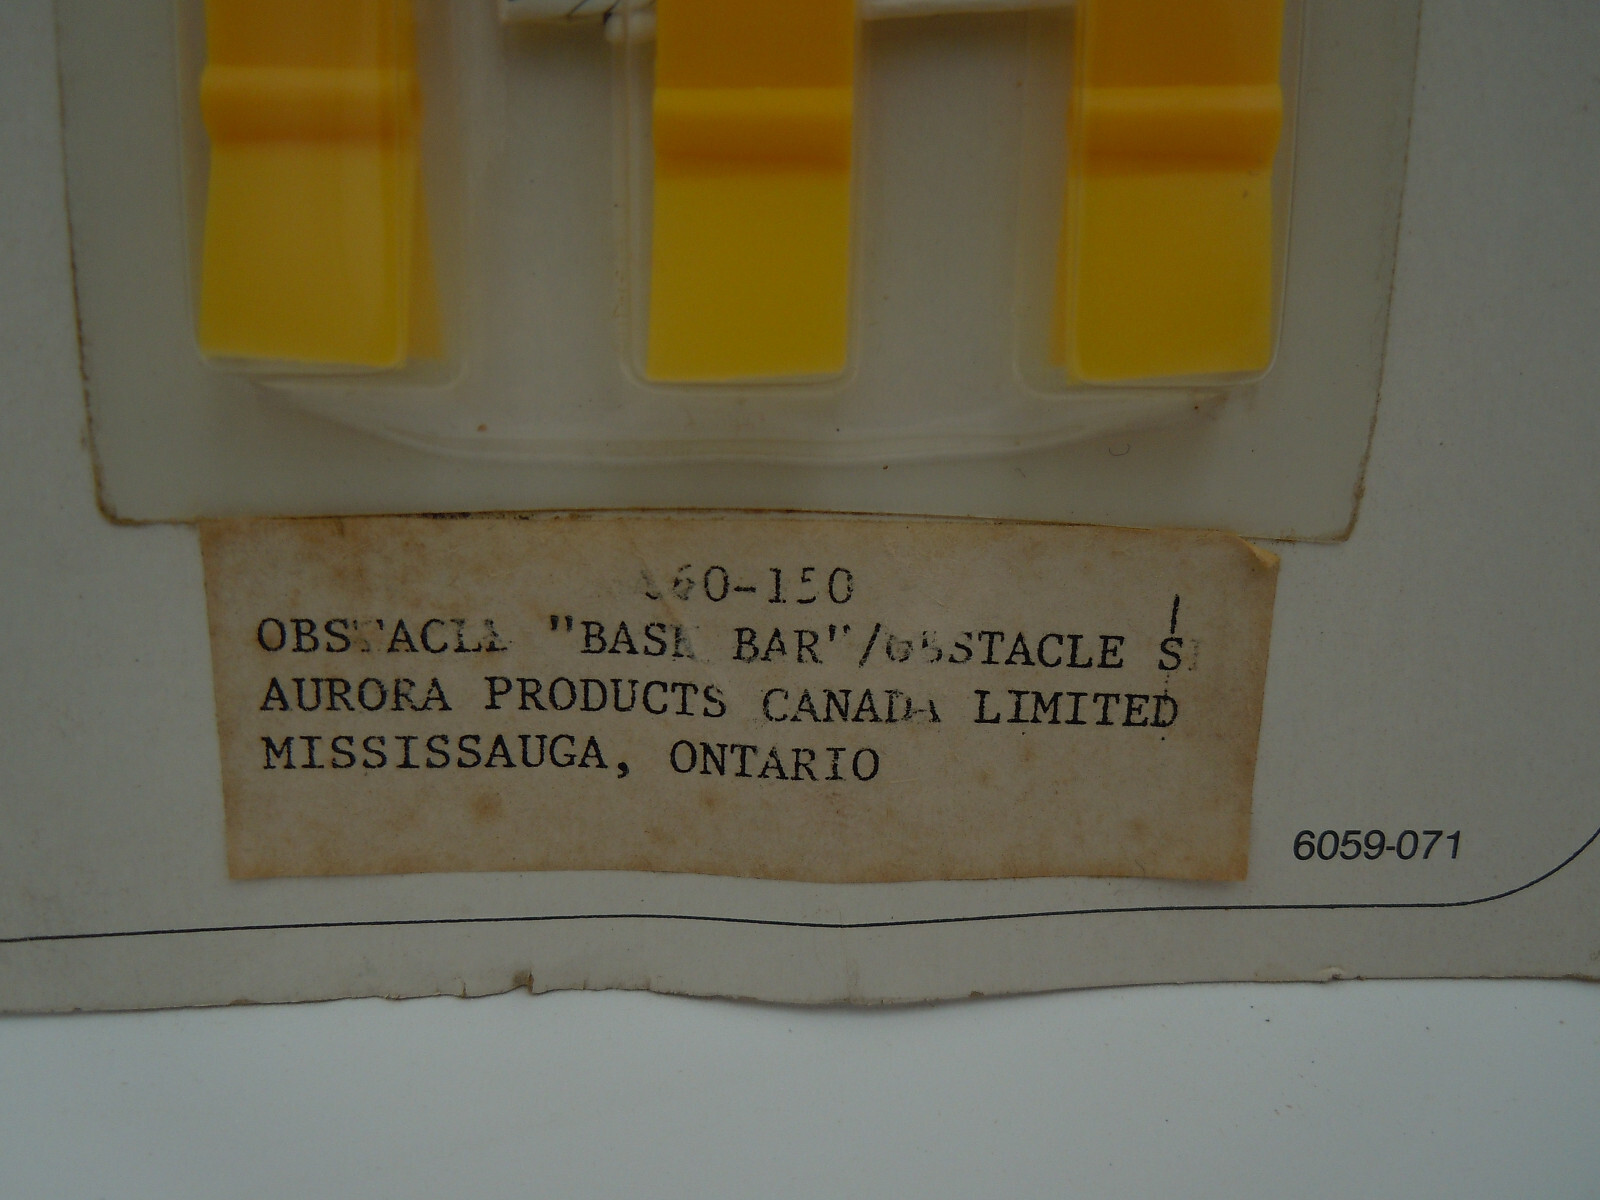 60-150
OBSTACLE "BASE BAR"/OBSTACLE
AURORA PRODUCTS CANADA LIMITED
MISSISSAUGA, ONTARIO
6059-071